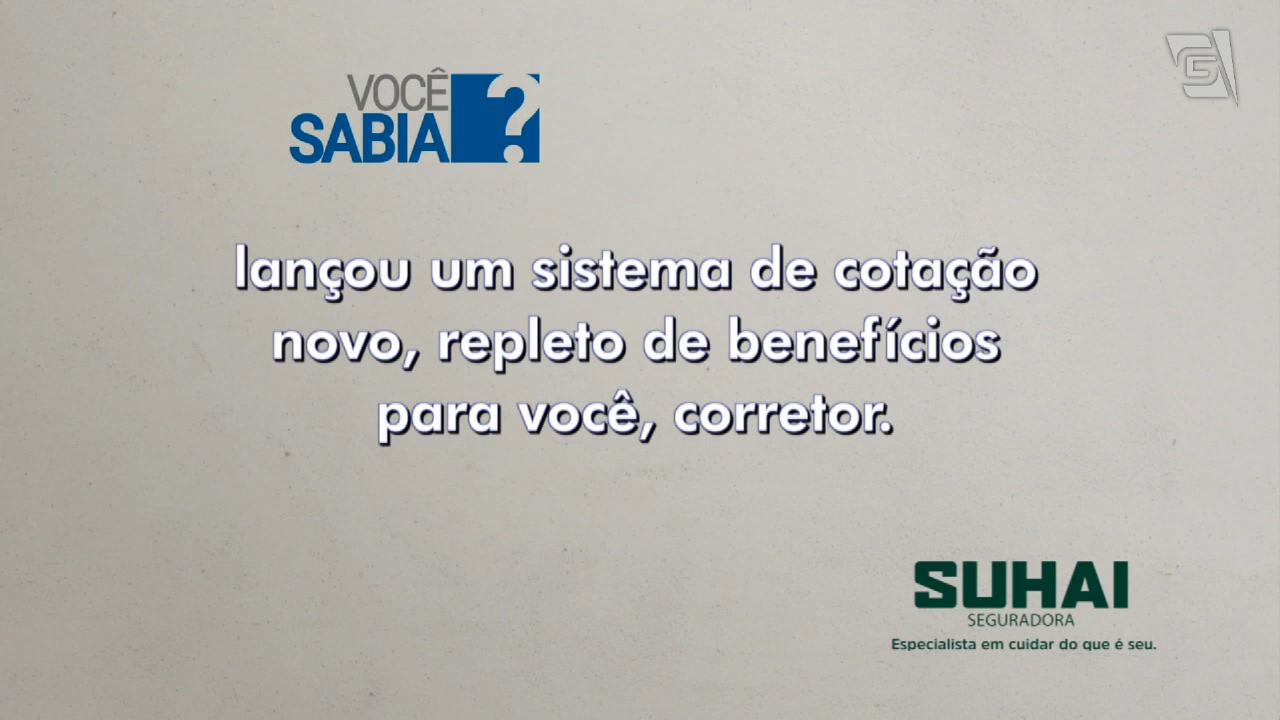 VOCÊ
SABIA?
lançou um sistema de cotação
novo, repleto de benefícios
para você, corretor.
SUHAI
SEGURADORA
Especialista em cuidar do que é seu.